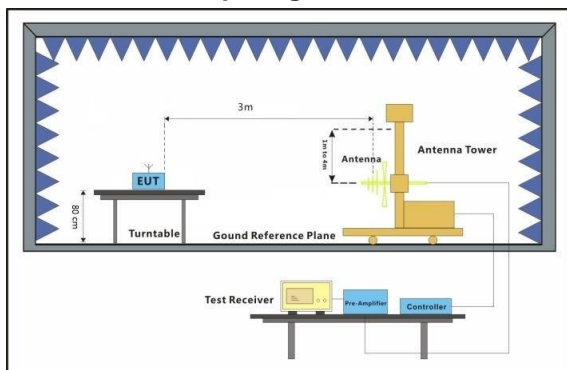 3m
1m to 4m
Antenna
Antenna Tower
EUT
80 cm
Turntable
Gound Reference Plane
Test Receiver
Pre-Amplifier
Controller